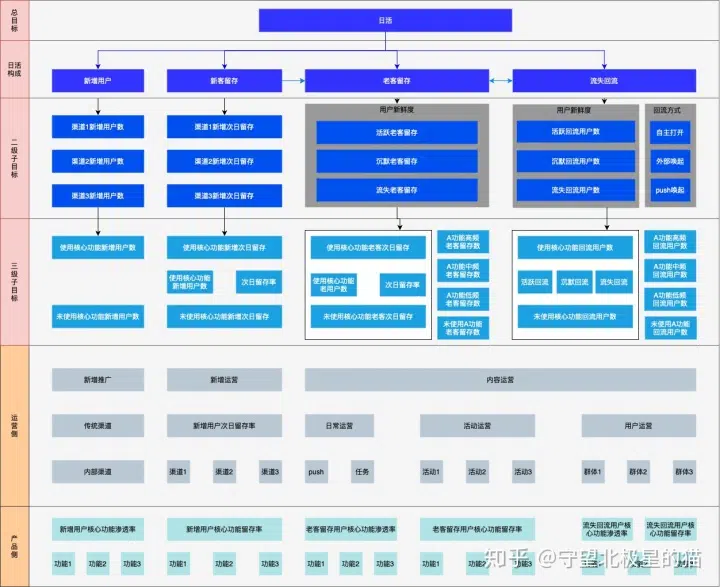 总目标
日活
日活构成
新增用户
新客留存
老客留存
流失回流
二级子目标
渠道1新增用户数
渠道2新增用户数
渠道3新增用户数
渠道1新增次日留存
渠道2新增次日留存
渠道3新增次日留存
用户新鲜度
活跃老客留存
沉默老客留存
流失老客留存
用户新鲜度
活跃回流用户数
沉默回流用户数
流失回流用户数
回流方式
自主打开
外部唤起
push唤起
三级子目标
使用核心功能新增用户数
未使用核心功能新增用户数
使用核心功能新增次日留存
使用核心功能
新增用户数
次日留存率
未使用核心功能新增次日留存
使用核心功能老客次日留存
使用核心功能
老用户数
次日留存率
未使用核心功能老客次日留存
A功能高频
老客留存数
A功能中频
老客留存数
A功能低频
老客留存数
未使用A功能
老客留存数
使用核心功能回流用户数
活跃回流
沉默回流
流失回流
未使用核心功能回流用户数
A功能高频
回流用户数
A功能中频
回流用户数
A功能低频
回流用户数
未使用A功能
回流用户数
运营侧
新增推广
新增运营
内容运营
传统渠道
新增用户次日留存率
日常运营
活动运营
用户运营
内部渠道
渠道1
渠道2
渠道3
push
任务
活动1
活动2
活动3
群体1
群体2
群体3
产品侧
新增用户核心功能渗透率
新增用户核心功能留存率
老客留存用户核心功能渗透率
老客留存用户核心功能留存率
流失回流用户核
心功能渗透率
流失回流用户核
心功能留存率
功能1
功能2
功能3
功能1
功能2
功能3
功能1
功能2
功能3
功能1
功能2
功能3
知乎 @守望北极星的猫